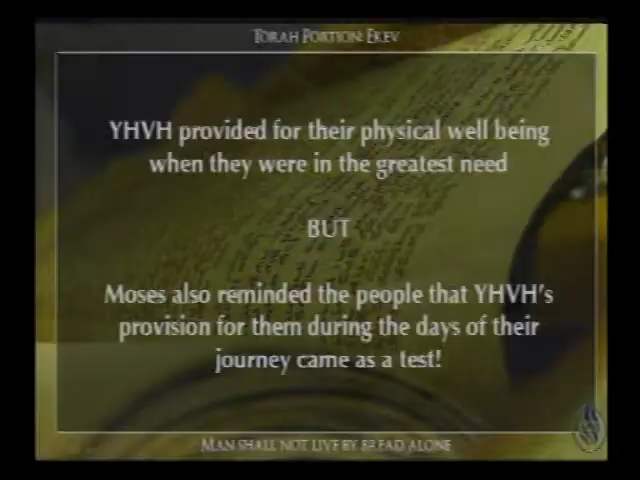 TORAH PORTION: EKEV
YHVH provided for their physical well being
when they were in the greatest need
BUT
Moses also reminded the people that YHVH's
provision for them during the days of their
journey came as a test!
MAN SHALL NOT LIVE BY BREAD ALONE